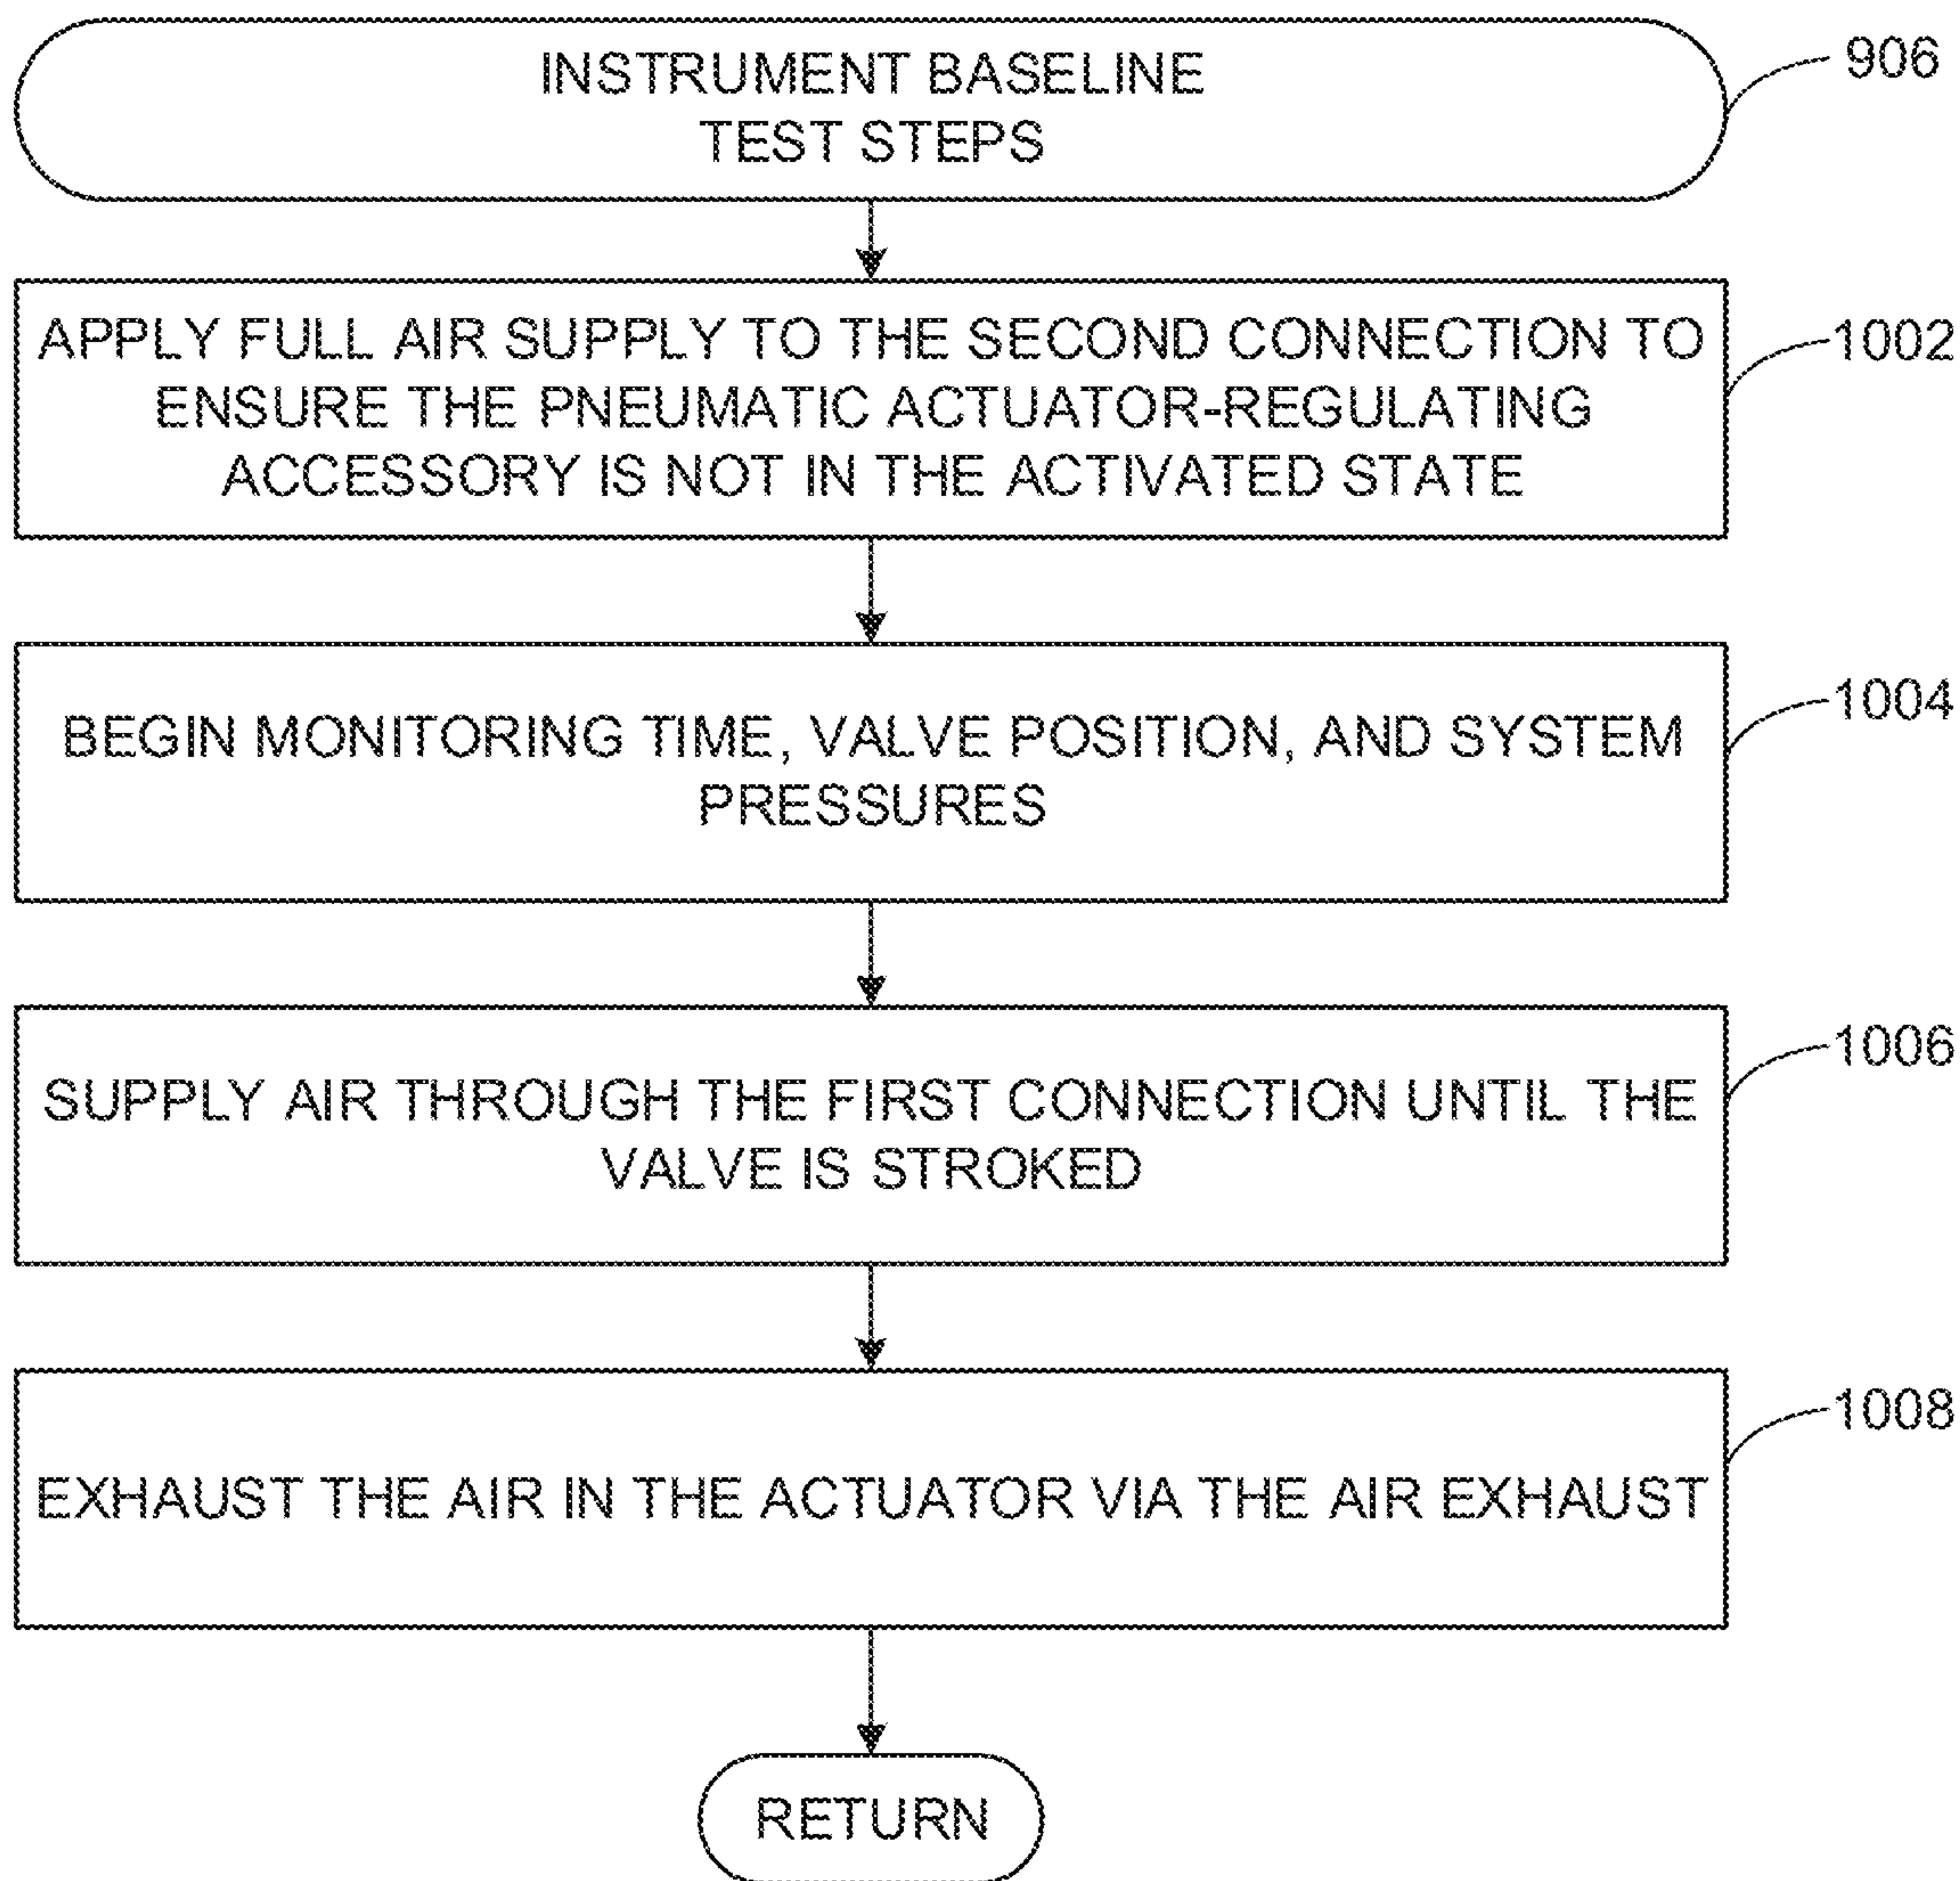 INSTRUMENT BASELINE
TEST STEPS
906
APPLY FULL AIR SUPPLY TO THE SECOND CONNECTION TO
ENSURE THE PNEUMATIC ACTUATOR-REGULATING
ACCESSORY IS NOT IN THE ACTIVATED STATE
1002
BEGIN MONITORING TIME, VALVE POSITION, AND SYSTEM
PRESSURES
1004
SUPPLY AIR THROUGH THE FIRST CONNECTION UNTIL THE
VALVE IS STROKED
1006
EXHAUST THE AIR IN THE ACTUATOR VIA THE AIR EXHAUST
1008
RETURN